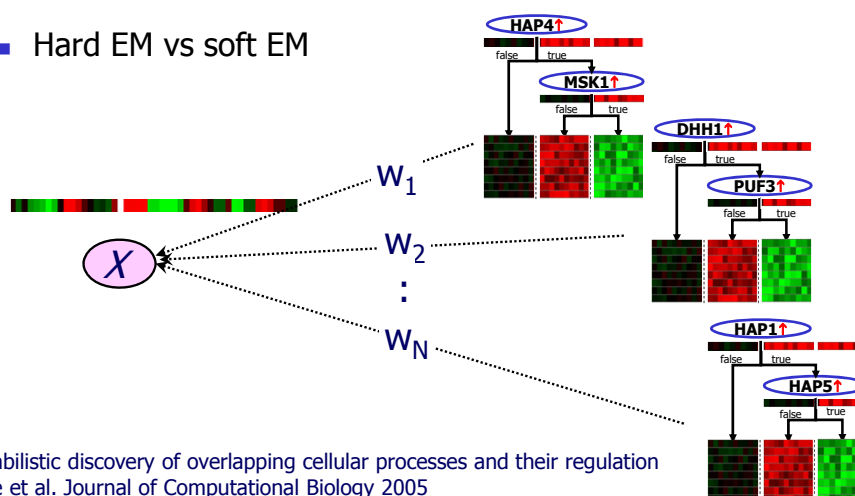 Hard EM vs soft EM
HAP4↑
false true
MSK1↑
false true
DHH1↑
false true
PUF3↑
false true
HAP1↑
false true
HAP5↑
false true
W1
W2
:
WN
X
abilistic discovery of overlapping cellular processes and their regulation
e et al. Journal of Computational Biology 2005